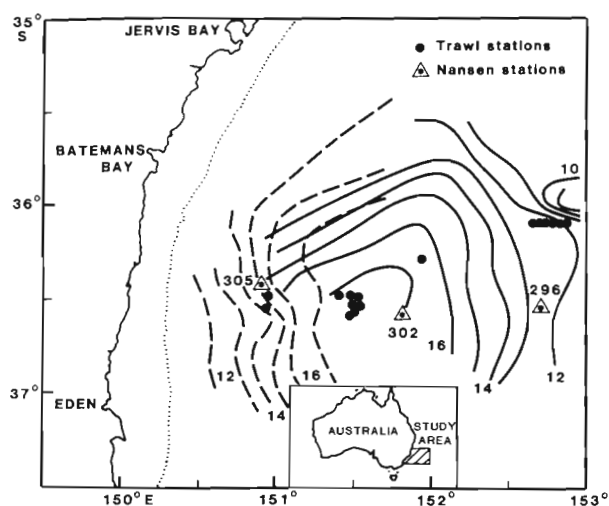 35°
S
JERVIS BAY
● Trawl stations
Nansen stations
BATEMANS
BAY
10
36°
305
296
302
16
37°
12
16
14
12
14
EDEN
AUSTRALIA
STUDY
AREA
150°E
151°
152°
153°